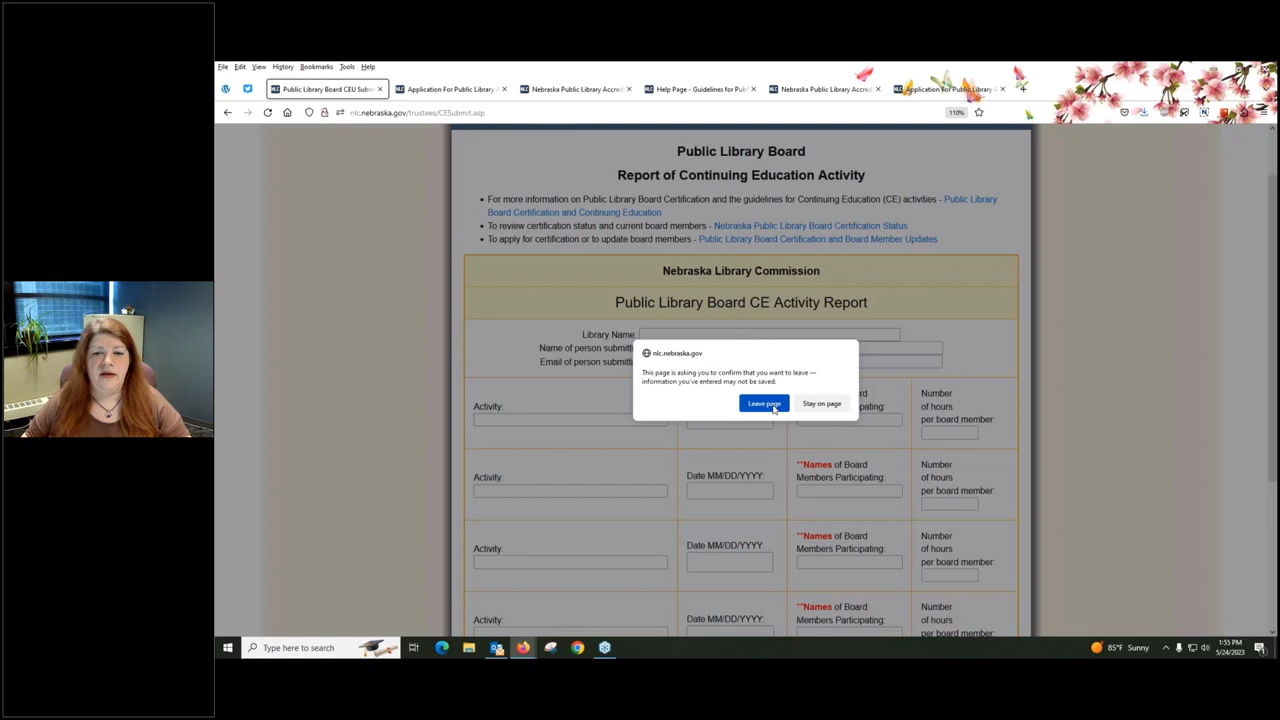 File Edit View History Bookmarks Tools Help
Public Library Board CEU Subm
Application For Public Library A
Nebraska Public Library Accred
Help Page - Guidelines for Pub
Nebraska Public Library Accred
Application For Public Library A
nlc.nebraska.gov/trustees/CESubmit.asp
110%
Public Library Board
Report of Continuing Education Activity
For more information on Public Library Board Certification and the guidelines for Continuing Education (CE) activities - Public Library
Board Certification and Continuing Education
To review certification status and current board members - Nebraska Public Library Board Certification Status
To apply for certification or to update board members - Public Library Board Certification and Board Member Updates
Nebraska Library Commission
Public Library Board CE Activity Report
Library Name:
Name of person submitti
Email of person submitti
nlc.nebraska.gov
This page is asking you to confirm that you want to leave —
information you've entered may not be saved.
Leave page Stay on page
Activity:
Participating:
Number
of hours
per board member:
Activity:
Date MM/DD/YYYY:
**Names of Board
Members Participating:
Number
of hours
per board member:
Activity:
Date MM/DD/YYYY:
**Names of Board
Members Participating:
Number
of hours
per board member:
Activity:
Date MM/DD/YYYY:
**Names of Board
Members Participating:
Number
of hours
per board member:
Type here to search
85°F Sunny
1:55 PM
5/24/2023